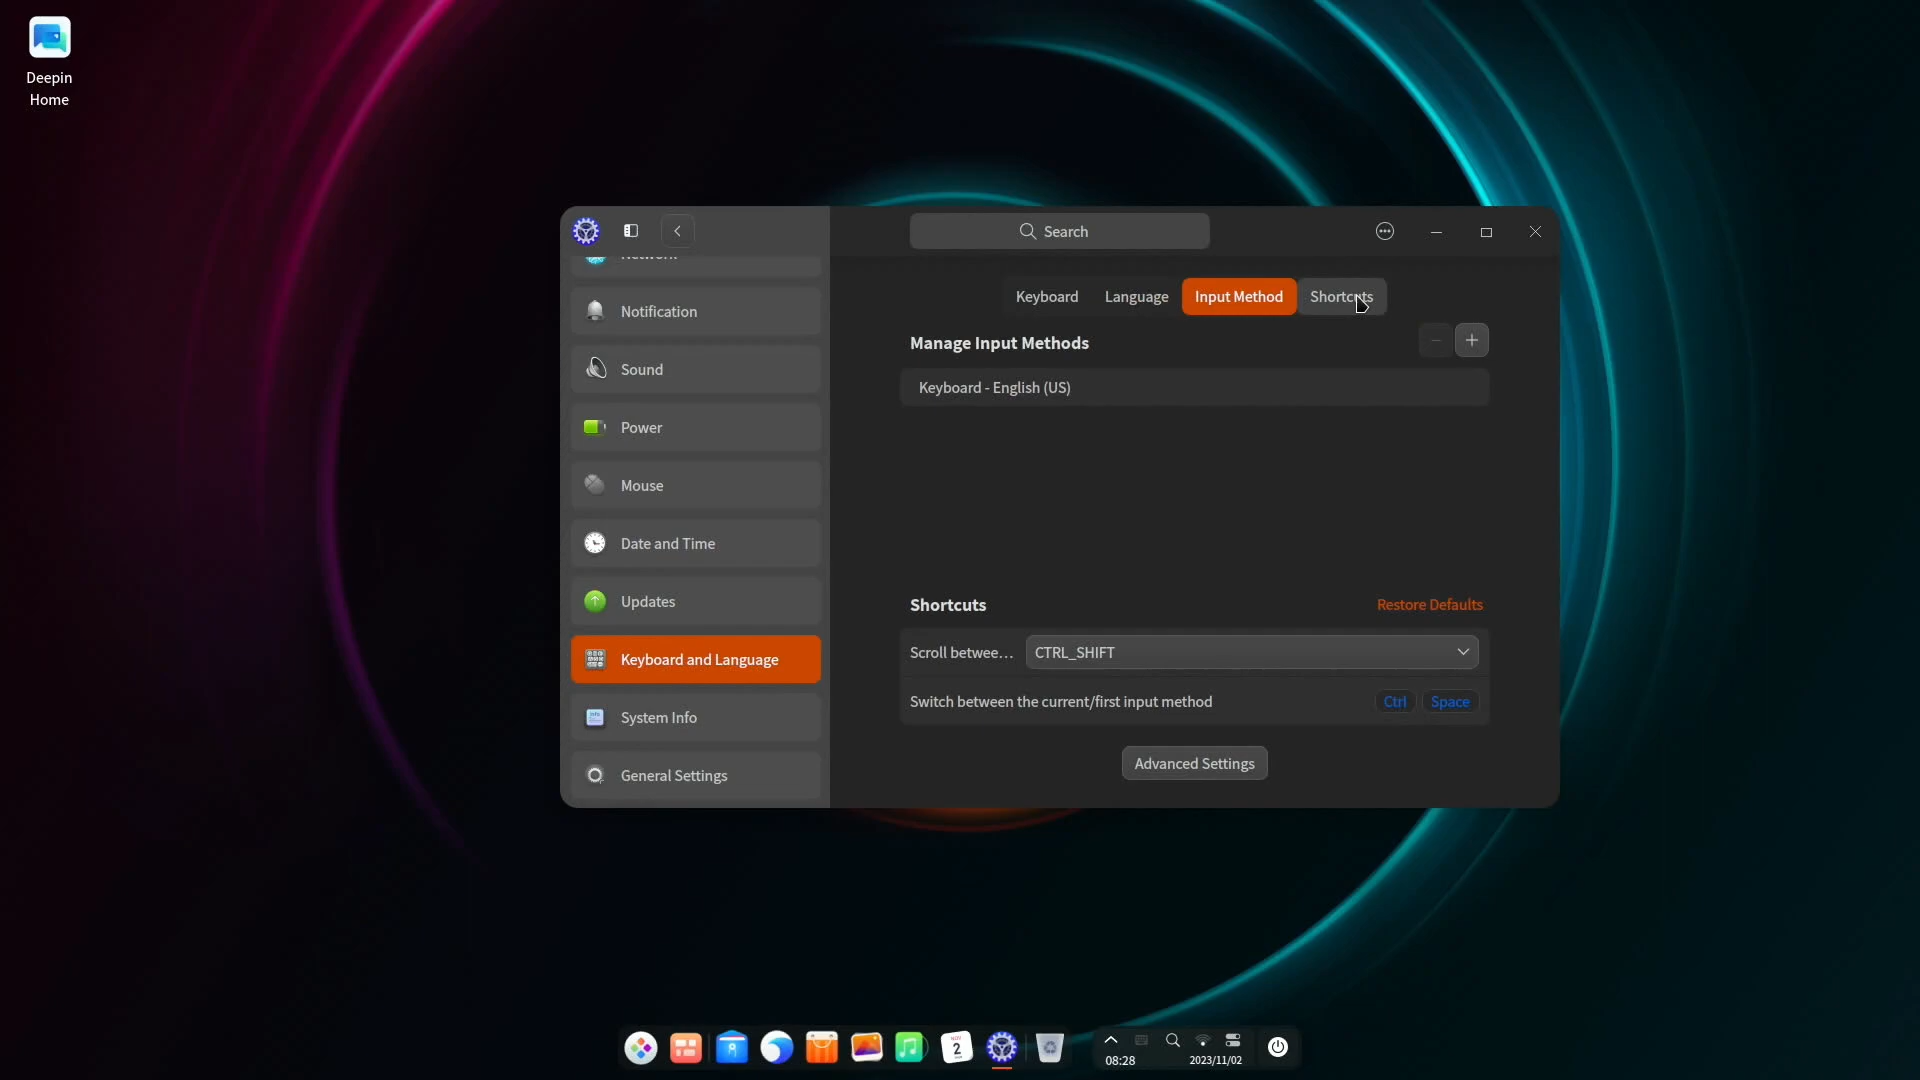 Deepin
Home
Search
Network
Notification
Sound
Power
Mouse
Date and Time
Updates
Keyboard and Language
System Info
General Settings
Keyboard Language Input Method Shortcuts
Manage Input Methods
Keyboard - English (US)
Shortcuts Restore Defaults
Scroll betwee... CTRL_SHIFT
Switch between the current/first input method Ctrl Space
Advanced Settings
2
08:28 2023/11/02